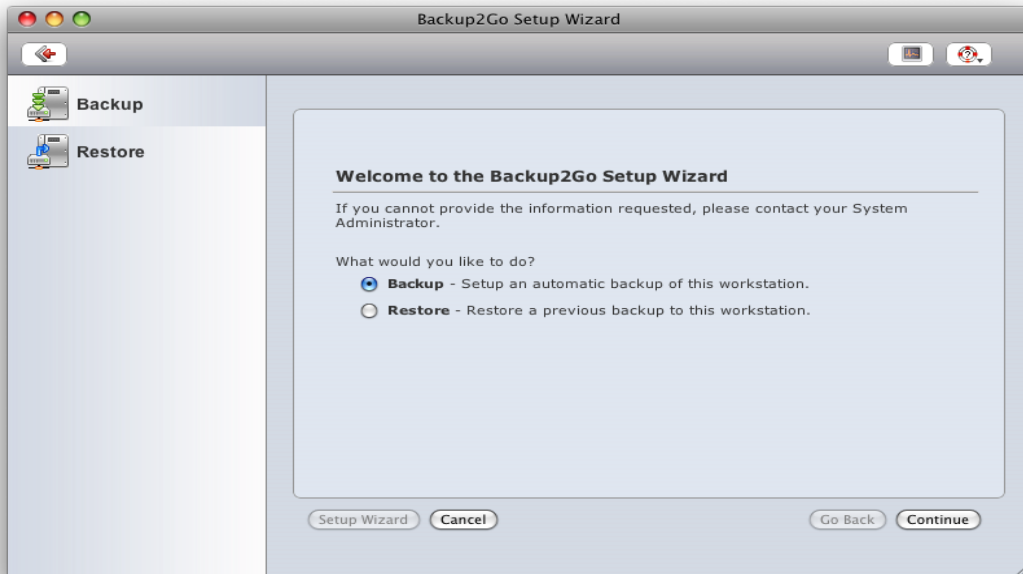 Backup2Go Setup Wizard
Backup
Restore
Welcome to the Backup2Go Setup Wizard
If you cannot provide the information requested, please contact your System
Administrator.
What would you like to do?
Backup - Setup an automatic backup of this workstation.
Restore - Restore a previous backup to this workstation.
Setup Wizard
Cancel
Go Back
Continue